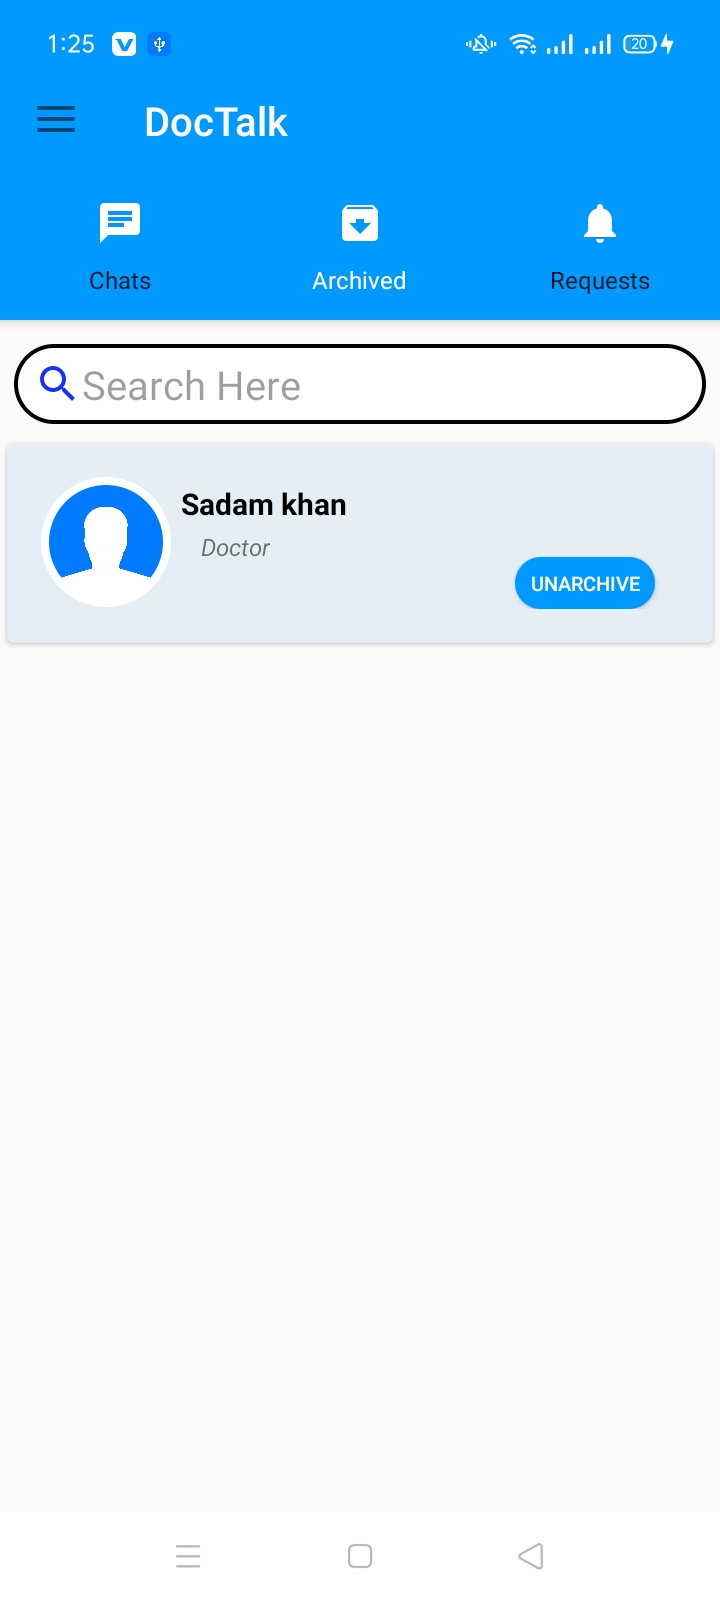 1:25
20
DocTalk
Chats
Archived
Requests
Search Here
Sadam khan
Doctor
UNARCHIVE